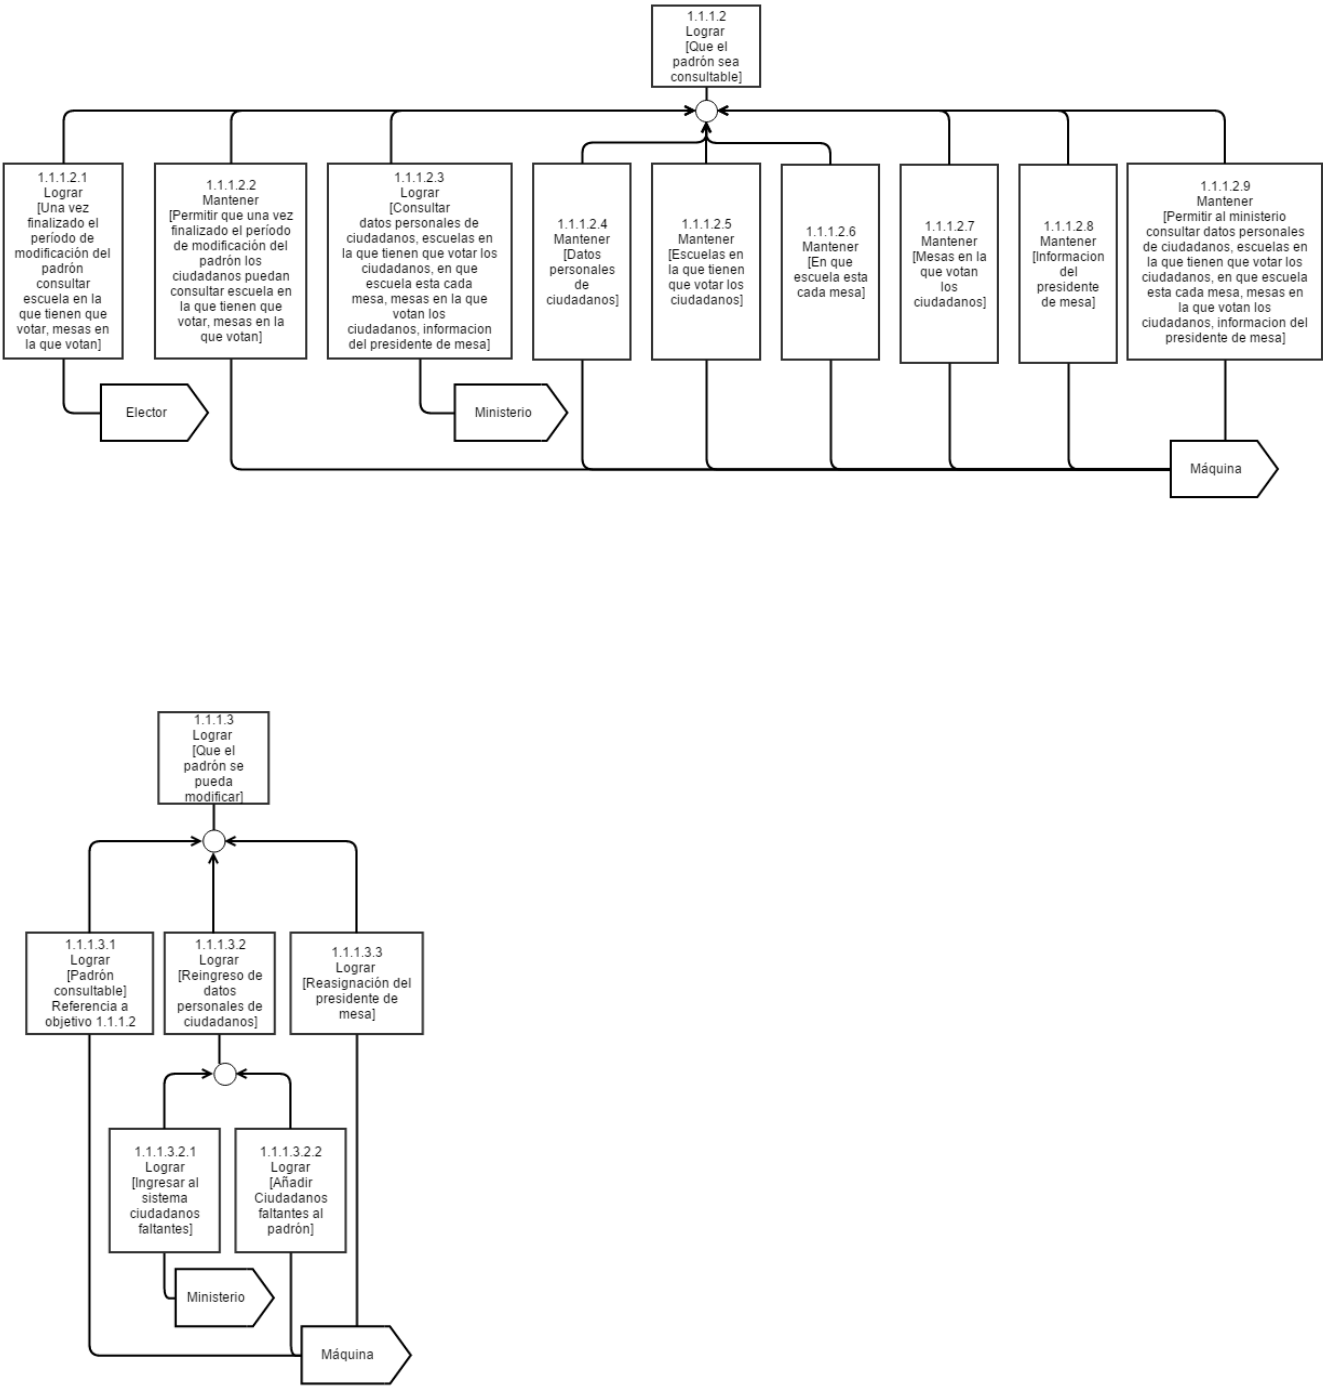 1.1.1.2
Lograr
[Que el
padrón sea
consultable]
1.1.1.2.1
Lograr
[Una vez
finalizado el
período de
modificación del
padrón
consultar
escuela en la
que tienen que
votar, mesas en
la que votan]
1.1.1.2.2
Mantener
[Permitir que una vez
finalizado el período
de modificación del
padrón los
ciudadanos puedan
consultar escuela en
la que tienen que
votar, mesas en la
que votan]
1.1.1.2.3
Lograr
[Consultar
datos personales de
ciudadanos, escuelas en
la que tienen que votar los
ciudadanos, en que
escuela esta cada
mesa, mesas en la que
votan los
ciudadanos, informacion
del presidente de mesa]
1.1.1.2.4
Mantener
[Datos
personales
de
ciudadanos]
1.1.1.2.5
Mantener
[Escuelas en
la que tienen
que votar los
ciudadanos]
1.1.1.2.6
Mantener
[En que
escuela esta
cada mesa]
1.1.1.2.7
Mantener
[Mesas en la
que votan
los
ciudadanos]
1.1.1.2.8
Mantener
[Informacion
del
presidente
de mesa]
1.1.1.2.9
Mantener
[Permitir al ministerio
consultar datos personales
de ciudadanos, escuelas en
la que tienen que votar los
ciudadanos, en que escuela
esta cada mesa, mesas en
la que votan los
ciudadanos, informacion del
presidente de mesa]
Elector
Ministerio
Máquina
1.1.1.3
Lograr
[Que el
padrón se
pueda
modificar]
1.1.1.3.1
Lograr
[Padrón
consultable]
Referencia a
objetivo 1.1.1.2
1.1.1.3.2
Lograr
[Reingreso de
datos
personales de
ciudadanos]
1.1.1.3.3
Lograr
[Reasignación del
presidente de
mesa]
1.1.1.3.2.1
Lograr
[Ingresar al
sistema
ciudadanos
faltantes]
1.1.1.3.2.2
Lograr
[Añadir
Ciudadanos
faltantes al
padrón]
Ministerio
Máquina